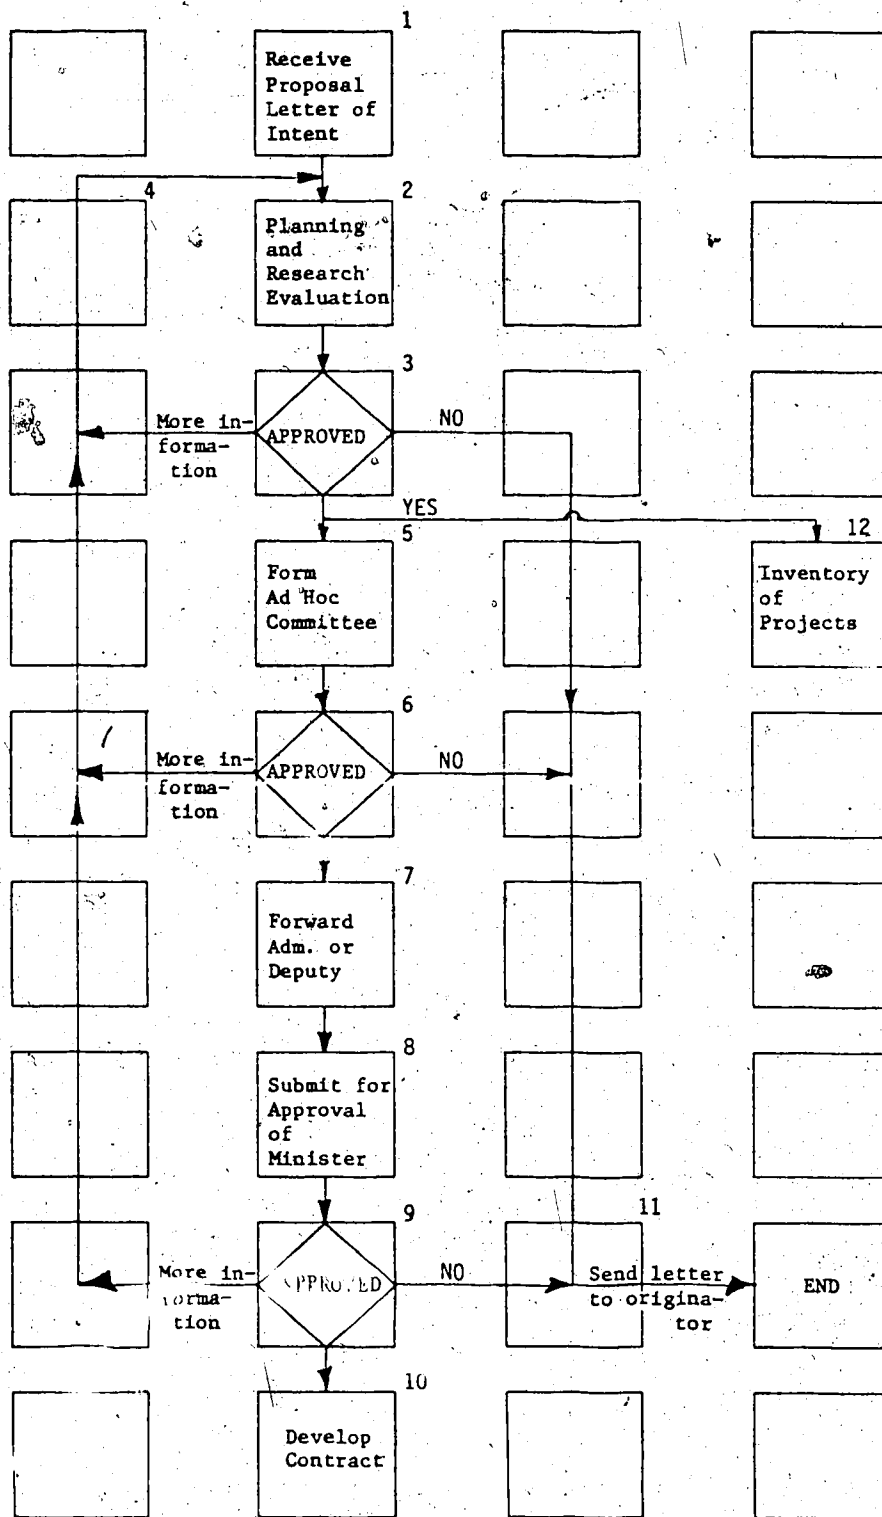 1
Receive
Proposal
Letter of
Intent
4
2
Planning
and
Research
Evaluation
3
More in-
forma-
tion
APPROVED
NO
YES
5
Form
Ad Hoc
Committee
12
Inventory
of
Projects
6
More in-
forma-
tion
APPROVED
NO
7
Forward
Adm. or
Deputy
8
Submit for
Approval
of
Minister
9
More in-
forma-
tion
APPROVED
NO
11
Send letter
to origina-
tor
END
10
Develop
Contract